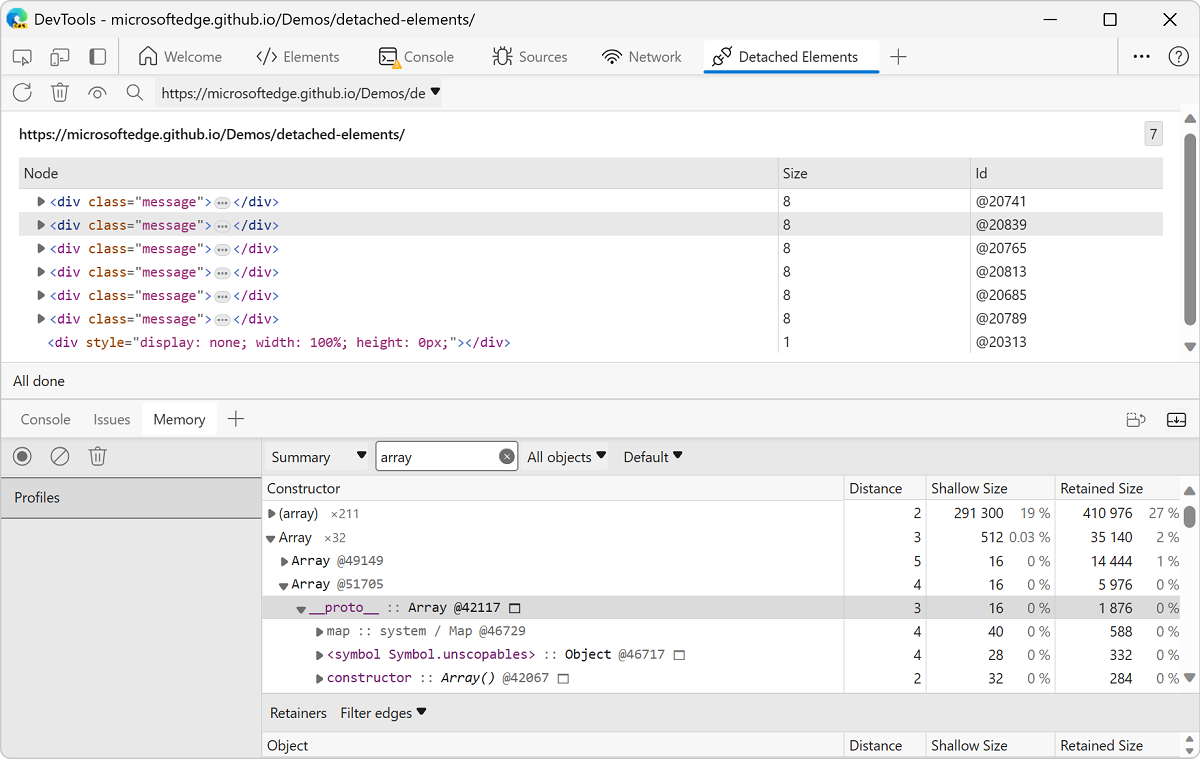 DevTools - microsoftedge.github.io/Demos/detached-elements/
Welcome Elements Console Sources Network Detached Elements
https://microsoftedge.github.io/Demos/de
https://microsoftedge.github.io/Demos/detached-elements/ 7
Node Size Id
<div class="message">…</div> 8 @20741
<div class="message">…</div> 8 @20839
<div class="message">…</div> 8 @20765
<div class="message">…</div> 8 @20813
<div class="message">…</div> 8 @20685
<div class="message">…</div> 8 @20789
<div style="display: none; width: 100%; height: 0px;"></div> 1 @20313
All done
Console Issues Memory
Summary array All objects Default
Profiles
Constructor Distance Shallow Size Retained Size
(array) ×211 2 291 300 19 % 410 976 27 %
Array ×32 3 512 0.03 % 35 140 2 %
Array @49149 5 16 0 % 14 444 1 %
Array @51705 4 16 0 % 5 976 0 %
__proto__ :: Array @42117 3 16 0 % 1 876 0 %
map :: system / Map @46729 4 40 0 % 588 0 %
<symbol Symbol.unscopables> :: Object @46717 4 28 0 % 332 0 %
constructor :: Array() @42067 2 32 0 % 284 0 %
Retainers Filter edges
Object Distance Shallow Size Retained Size